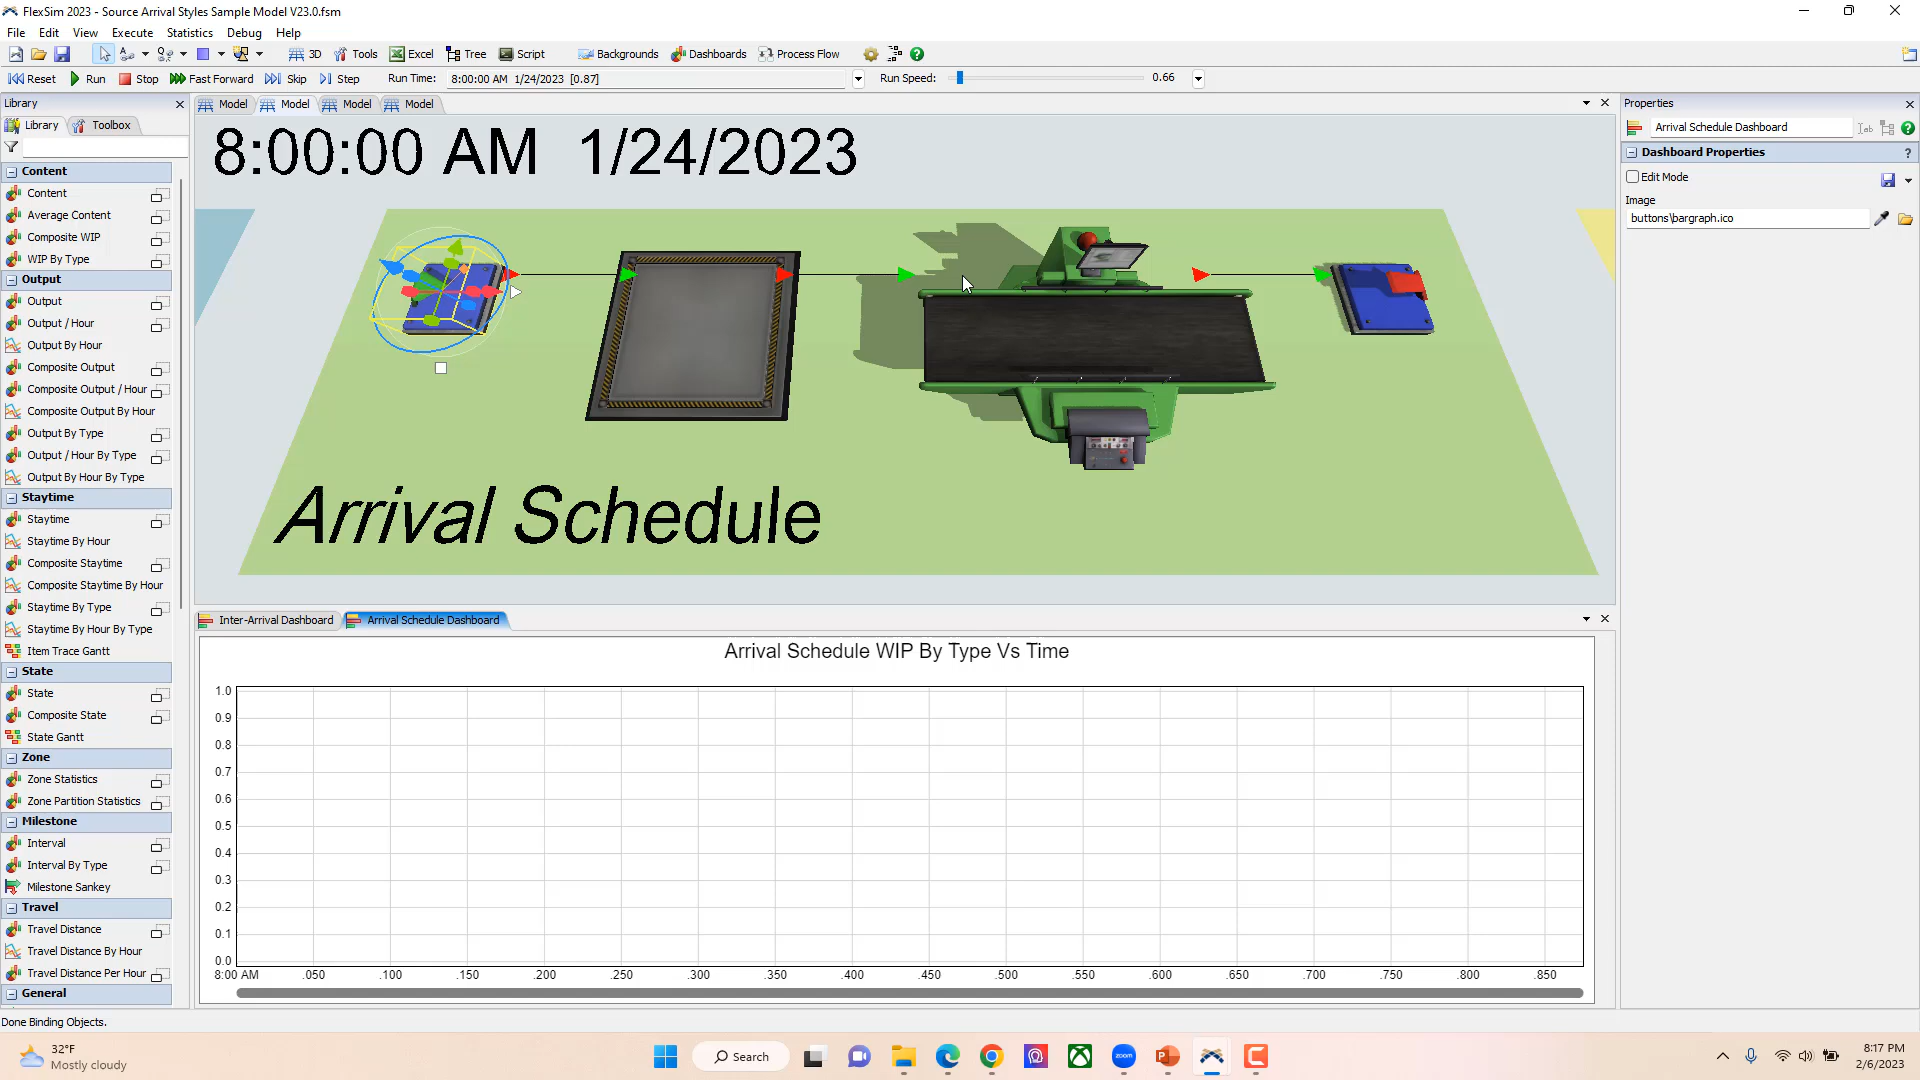 FlexSim 2023 - Source Arrival Styles Sample Model V23.0.fsm
File Edit View Execute Statistics Debug Help
3D Tools Excel Tree Script Backgrounds Dashboards Process Flow
Reset Run Stop Fast Forward Skip Step Run Time: 8:00:00 AM 1/24/2023 [0.87] Run Speed: 0.66
Library
Library Toolbox
Content
Content
Average Content
Composite WIP
WIP By Type
Output
Output
Output / Hour
Output By Hour
Composite Output
Composite Output / Hour
Composite Output By Hour
Output By Type
Output / Hour By Type
Output By Hour By Type
Staytime
Staytime
Staytime By Hour
Composite Staytime
Composite Staytime By Hour
Staytime By Type
Staytime By Hour By Type
Item Trace Gantt
State
State
Composite State
State Gantt
Zone
Zone Statistics
Zone Partition Statistics
Milestone
Interval
Interval By Type
Milestone Sankey
Travel
Travel Distance
Travel Distance By Hour
Travel Distance Per Hour
General
Model Model Model Model
8:00:00 AM 1/24/2023
Arrival Schedule
Inter-Arrival Dashboard Arrival Schedule Dashboard
Arrival Schedule WIP By Type Vs Time
1.0
0.9
0.8
0.7
0.6
0.5
0.4
0.3
0.2
0.1
0.0
8:00 AM .050 .100 .150 .200 .250 .300 .350 .400 .450 .500 .550 .600 .650 .700 .750 .800 .850
Properties
Arrival Schedule Dashboard
Dashboard Properties ?
Edit Mode
Image
buttons\bargraph.ico
Done Binding Objects.
32°F
Mostly cloudy
Search
zoom
8:17 PM
2/6/2023